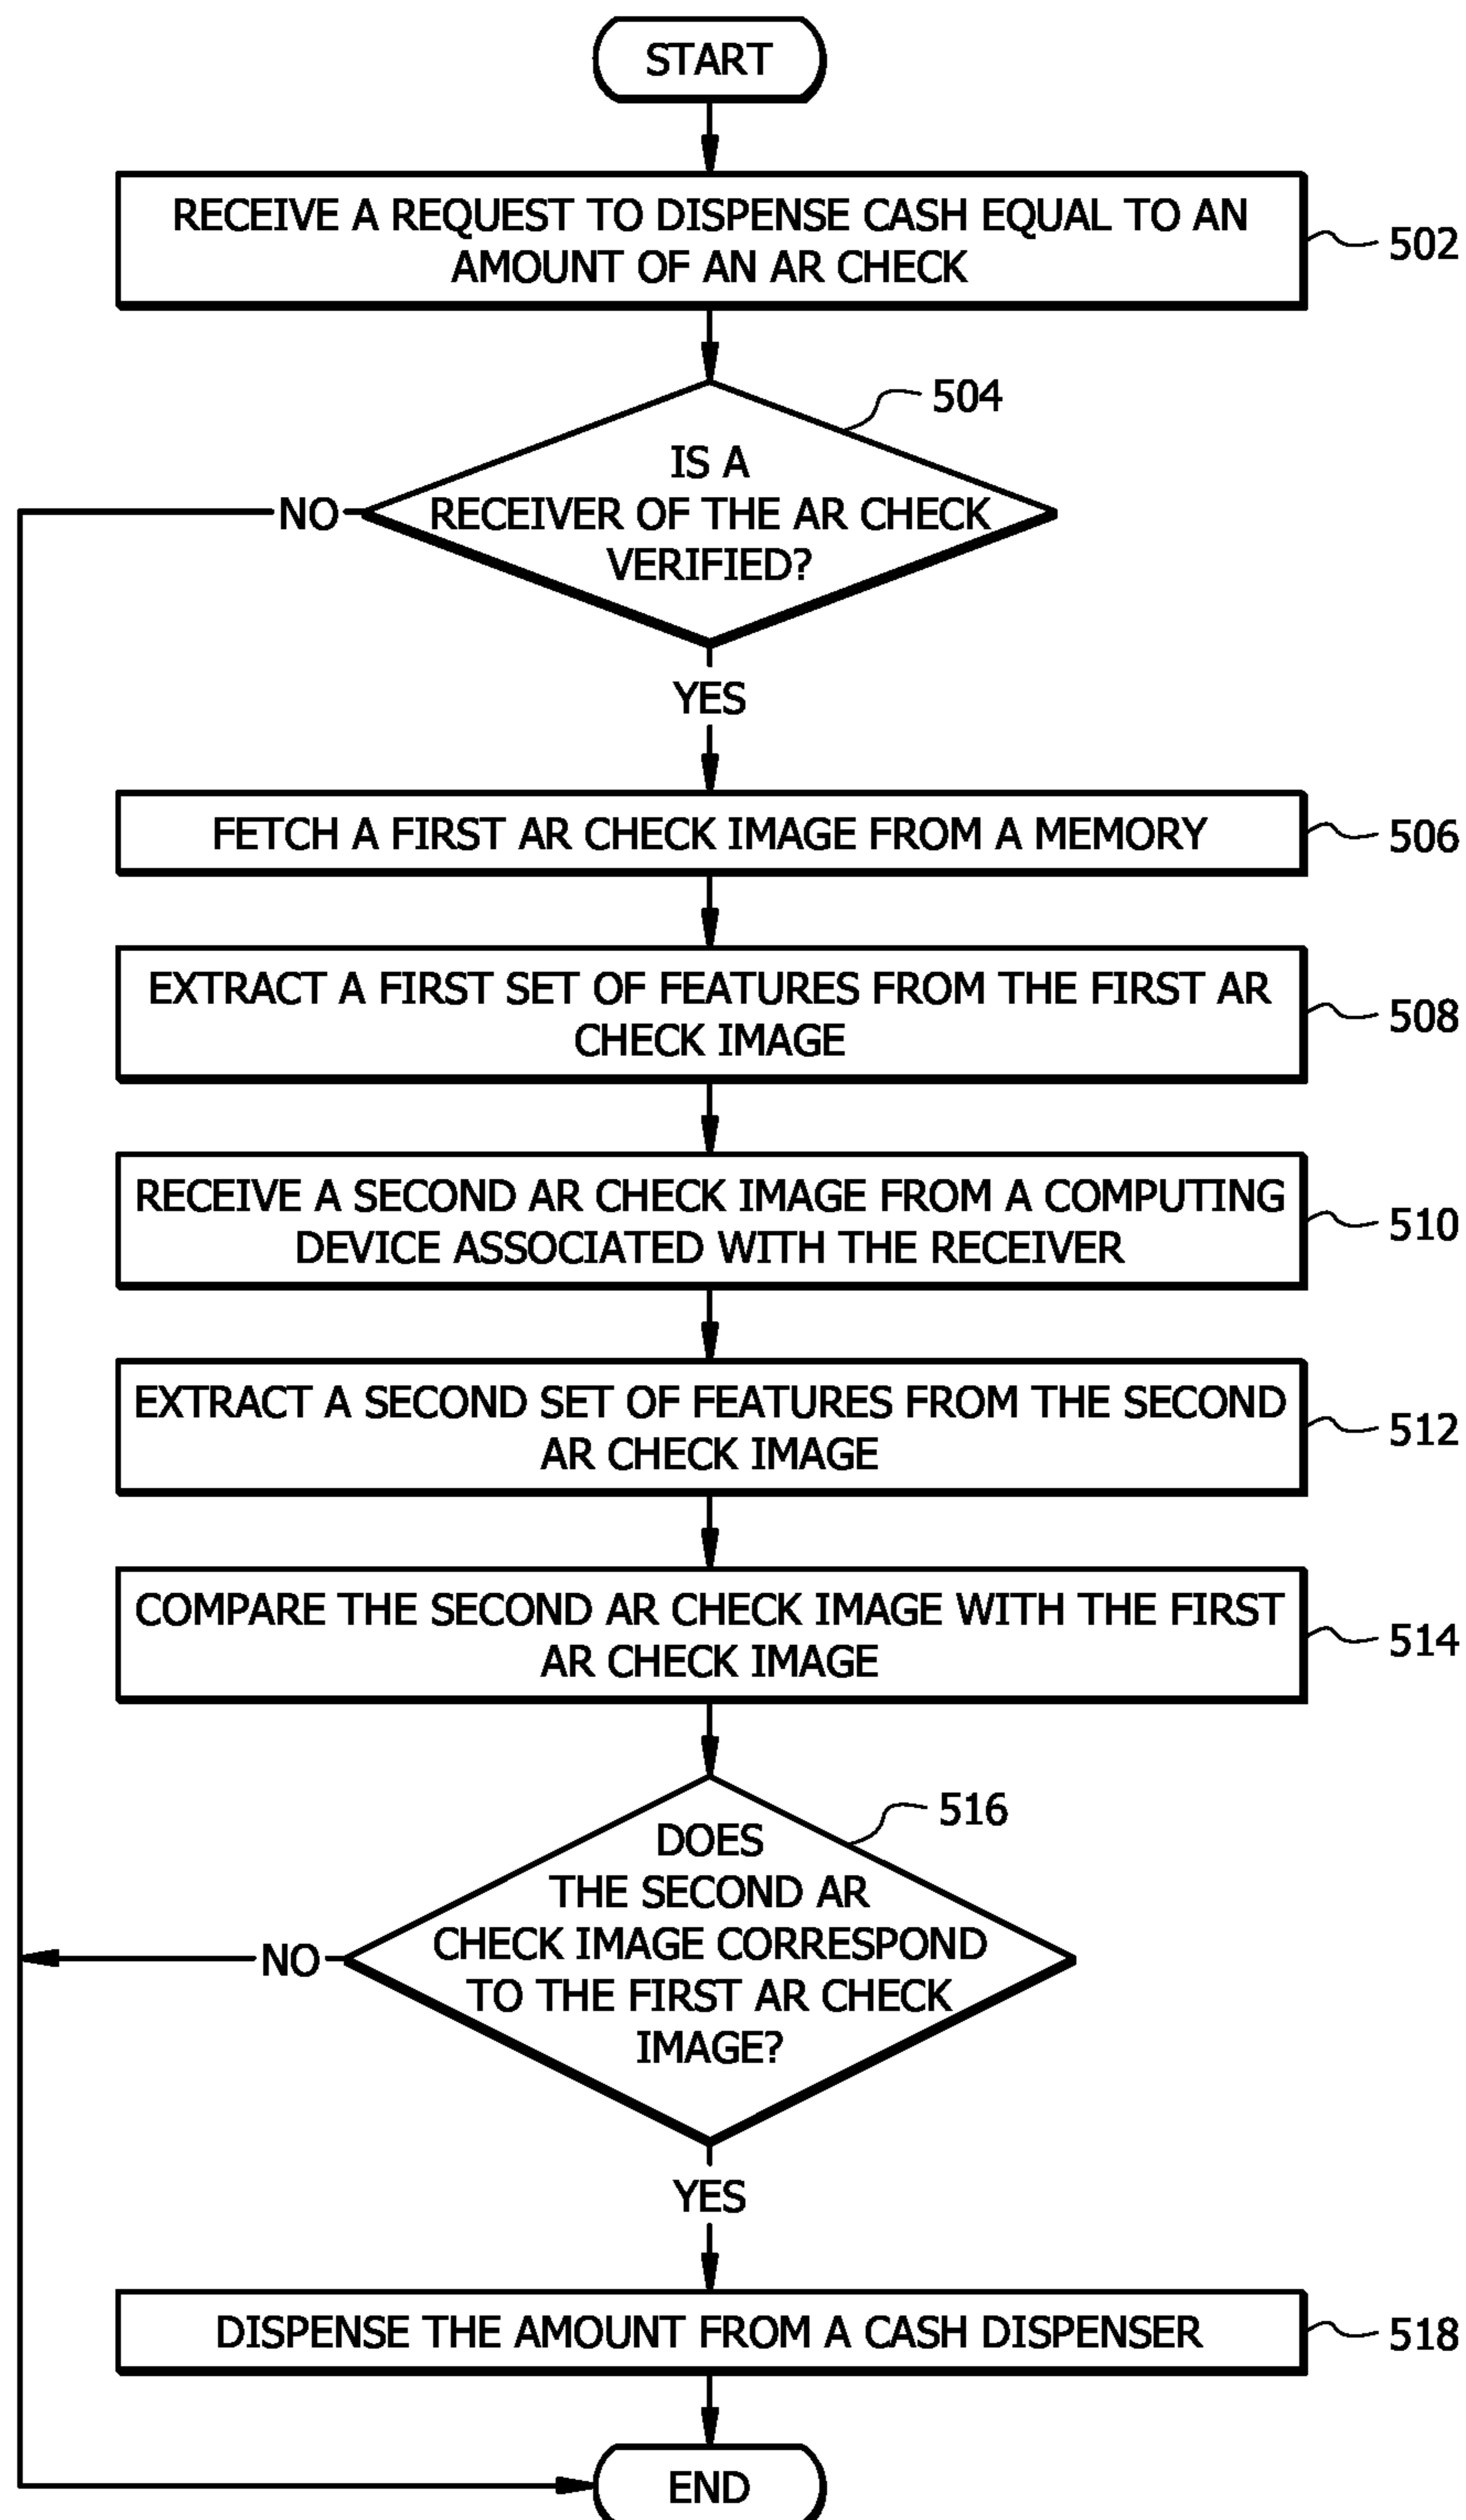 START
RECEIVE A REQUEST TO DISPENSE CASH EQUAL TO AN
AMOUNT OF AN AR CHECK
502
504
IS A
RECEIVER OF THE AR CHECK
VERIFIED?
NO
YES
FETCH A FIRST AR CHECK IMAGE FROM A MEMORY
506
EXTRACT A FIRST SET OF FEATURES FROM THE FIRST AR
CHECK IMAGE
508
RECEIVE A SECOND AR CHECK IMAGE FROM A COMPUTING
DEVICE ASSOCIATED WITH THE RECEIVER
510
EXTRACT A SECOND SET OF FEATURES FROM THE SECOND
AR CHECK IMAGE
512
COMPARE THE SECOND AR CHECK IMAGE WITH THE FIRST
AR CHECK IMAGE
514
516
DOES
THE SECOND AR
CHECK IMAGE CORRESPOND
TO THE FIRST AR CHECK
IMAGE?
NO
YES
DISPENSE THE AMOUNT FROM A CASH DISPENSER
518
END